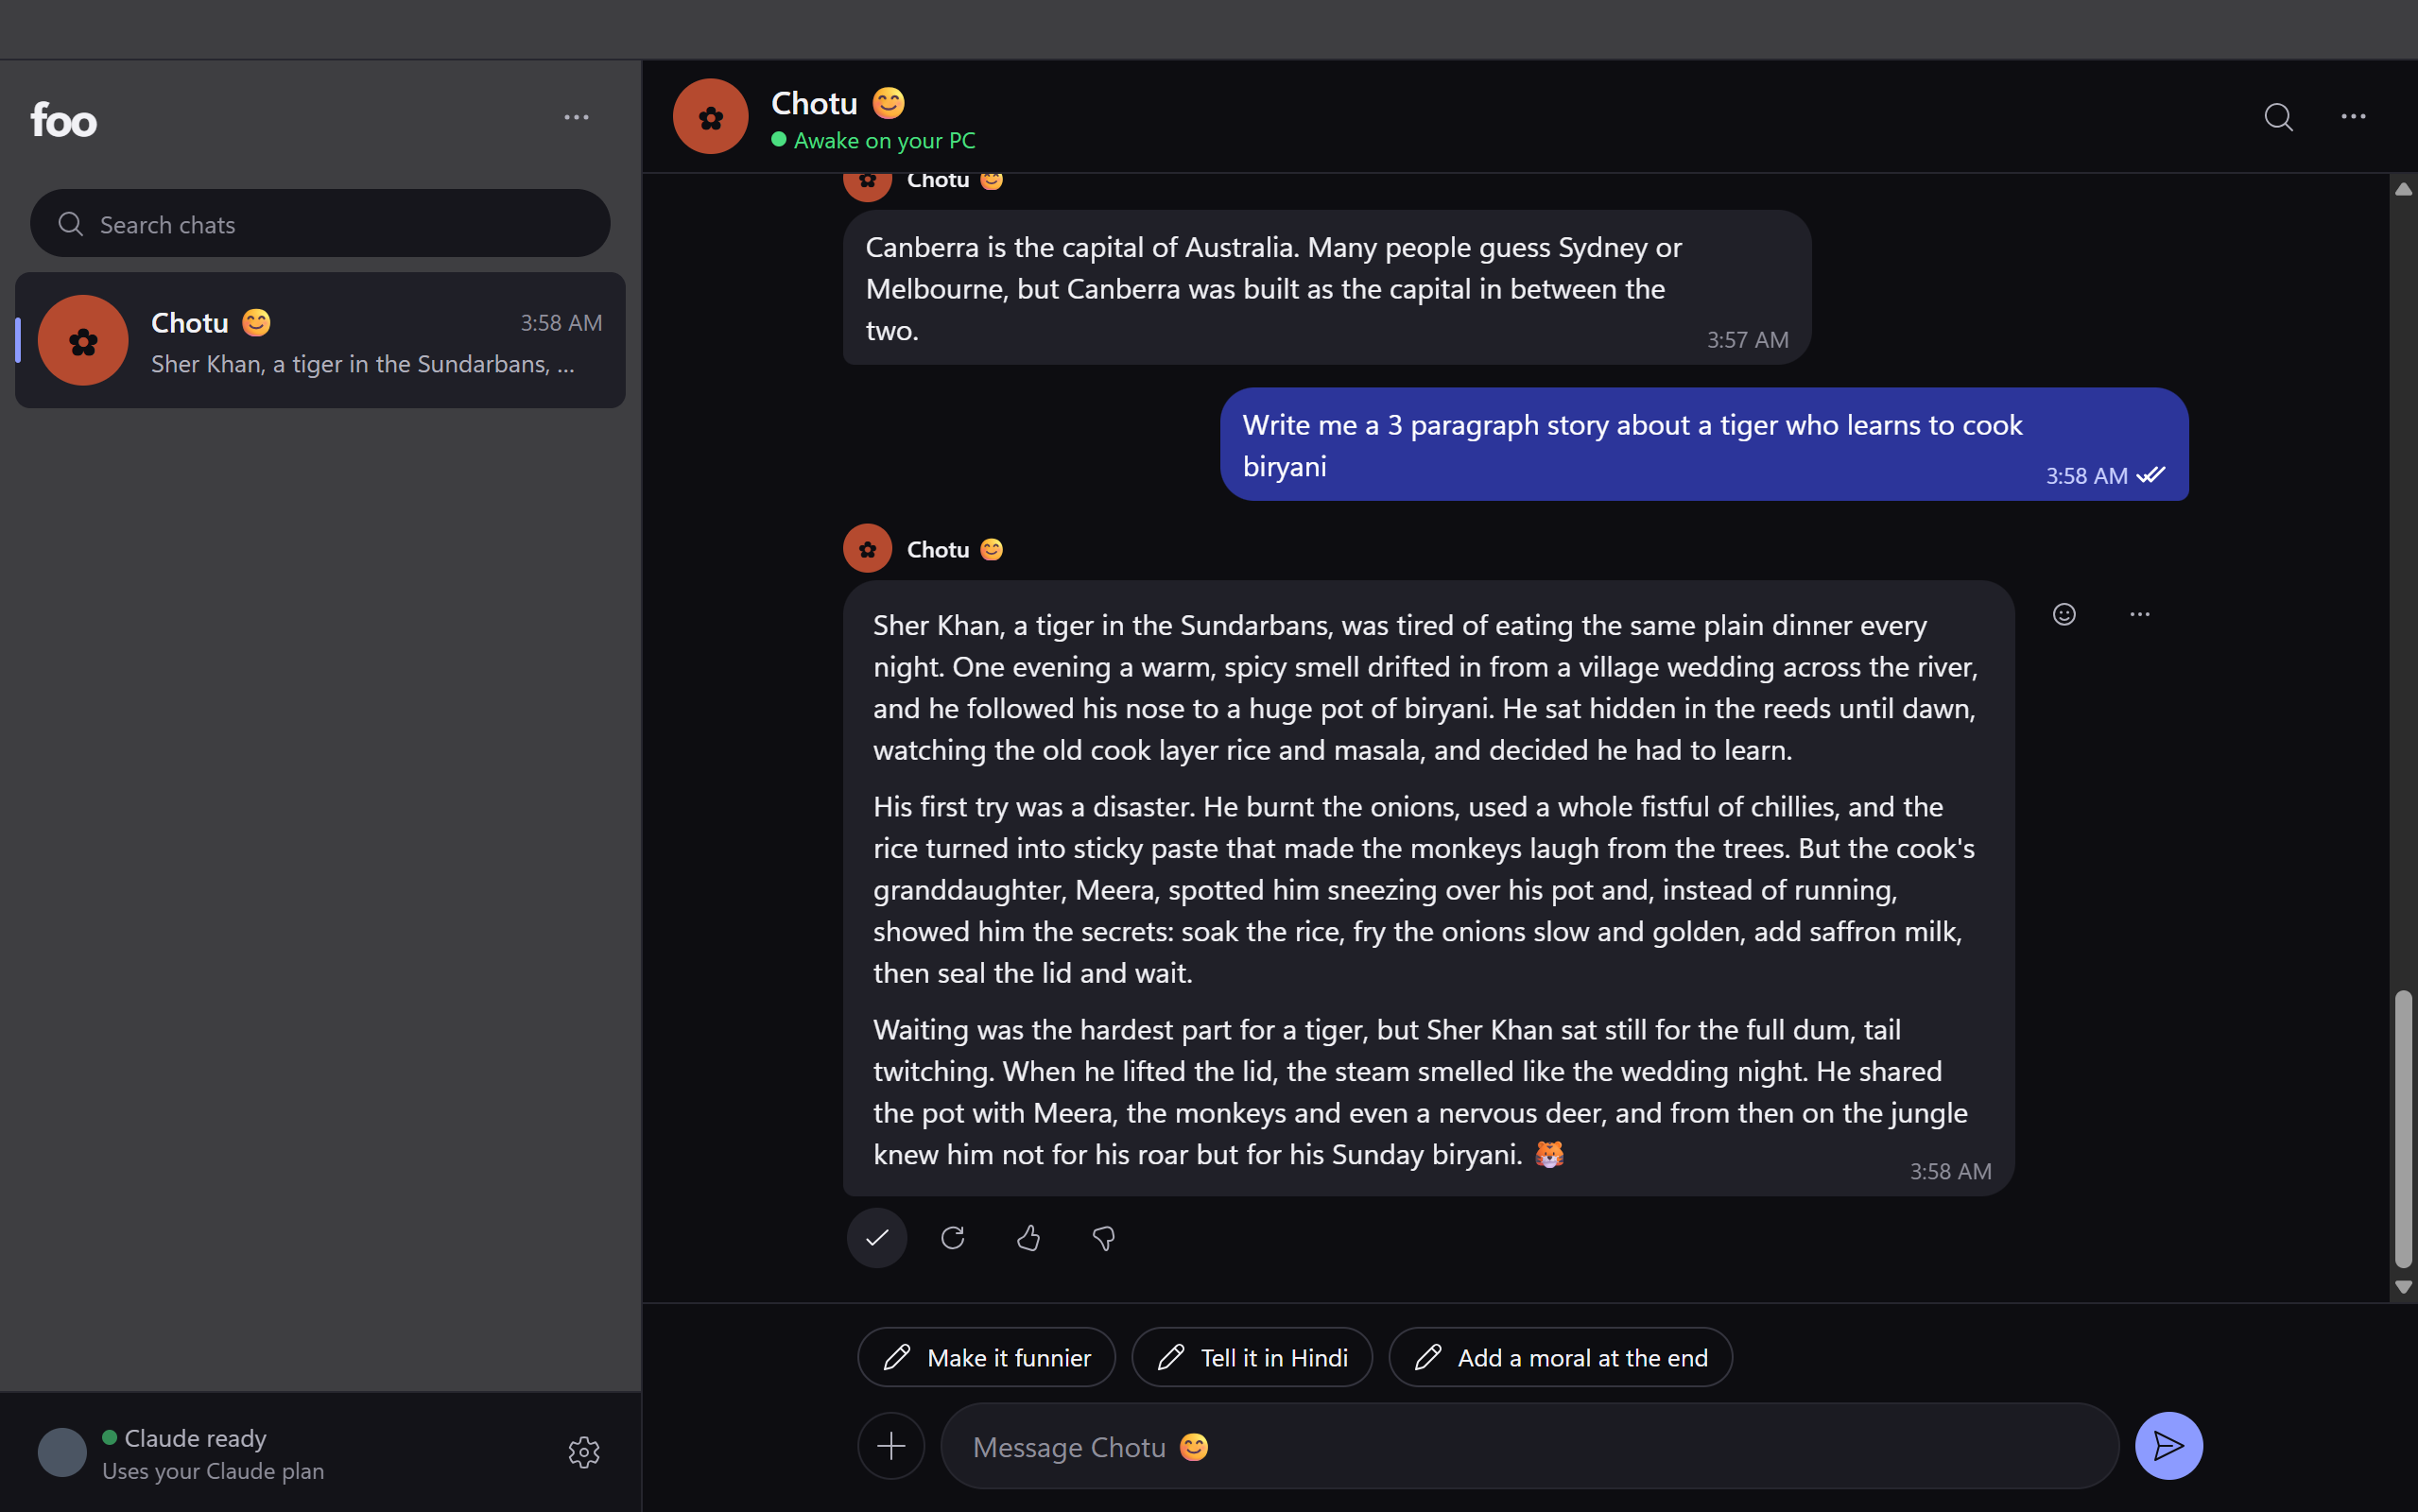 foo
Search chats
Chotu 😊
3:58 AM
Sher Khan, a tiger in the Sundarbans, ...
Claude ready
Uses your Claude plan
Chotu 😊
Awake on your PC
Chotu 😊
Canberra is the capital of Australia. Many people guess Sydney or
Melbourne, but Canberra was built as the capital in between the
two.
3:57 AM
Write me a 3 paragraph story about a tiger who learns to cook
biryani
3:58 AM
Chotu 😊
Sher Khan, a tiger in the Sundarbans, was tired of eating the same plain dinner every
night. One evening a warm, spicy smell drifted in from a village wedding across the river,
and he followed his nose to a huge pot of biryani. He sat hidden in the reeds until dawn,
watching the old cook layer rice and masala, and decided he had to learn.
His first try was a disaster. He burnt the onions, used a whole fistful of chillies, and the
rice turned into sticky paste that made the monkeys laugh from the trees. But the cook's
granddaughter, Meera, spotted him sneezing over his pot and, instead of running,
showed him the secrets: soak the rice, fry the onions slow and golden, add saffron milk,
then seal the lid and wait.
Waiting was the hardest part for a tiger, but Sher Khan sat still for the full dum, tail
twitching. When he lifted the lid, the steam smelled like the wedding night. He shared
the pot with Meera, the monkeys and even a nervous deer, and from then on the jungle
knew him not for his roar but for his Sunday biryani. 🐯
3:58 AM
Make it funnier
Tell it in Hindi
Add a moral at the end
Message Chotu 😊